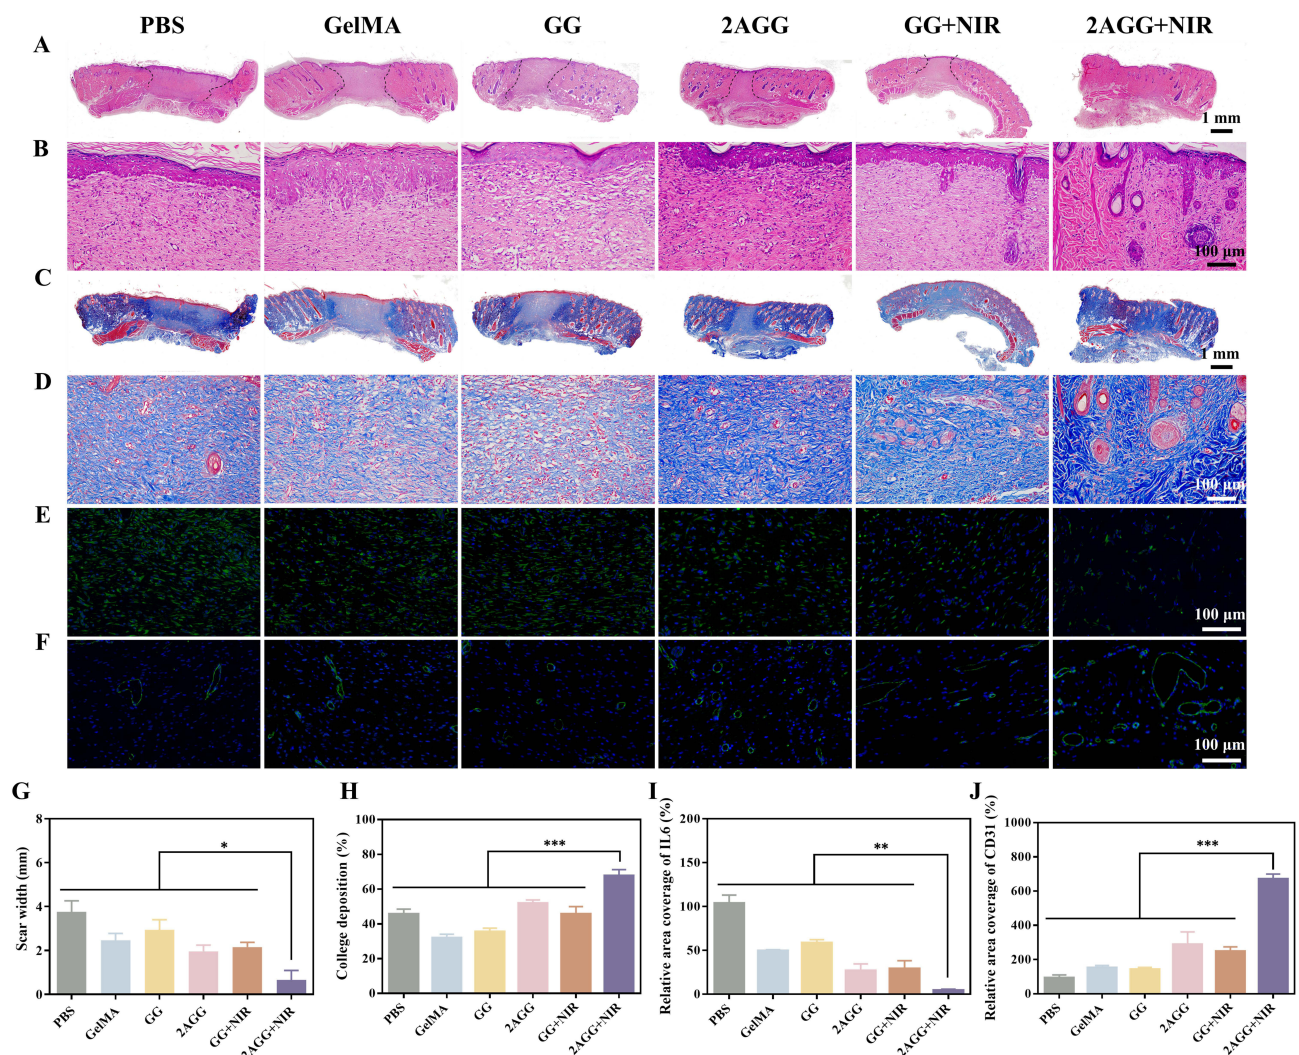 PBS GelMA GG 2AGG GG+NIR 2AGG+NIR
A
1 mm
B
100 μm
C
1 mm
D
100 μm
E
100 μm
F
100 μm
G
Scar width (mm)
8
6
4
2
0
*
PBS GelMA GG 2AGG GG+NIR 2AGG+NIR
H
College deposition (%)
100
80
60
40
20
0
***
PBS GelMA GG 2AGG GG+NIR 2AGG+NIR
I
Relative area coverage of IL6 (%)
200
150
100
50
0
**
PBS GelMA GG 2AGG GG+NIR 2AGG+NIR
J
Relative area coverage of CD31 (%)
1000
800
600
400
200
0
***
PBS GelMA GG 2AGG GG+NIR 2AGG+NIR